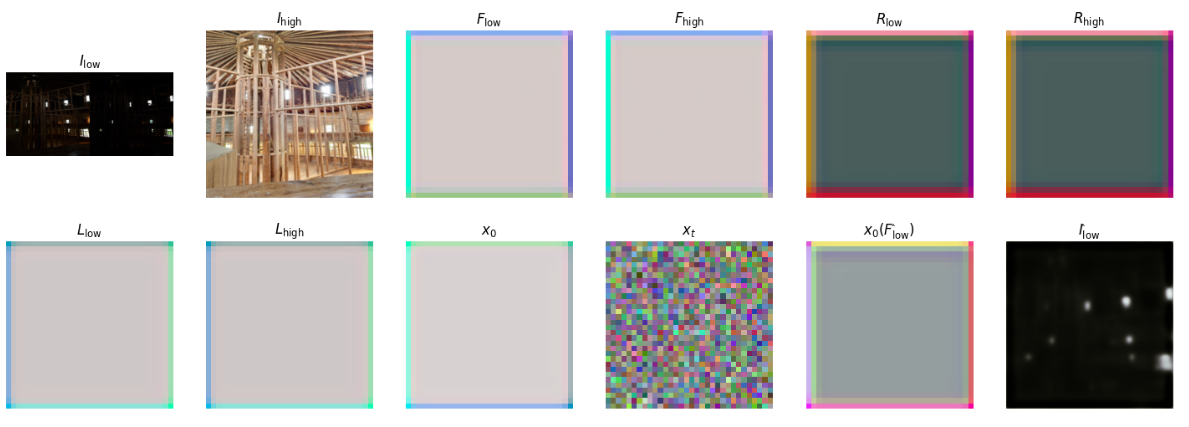 I_low
I_high
F_low
F_high
R_low
R_high
L_low
L_high
x_0
x_t
x_0(F_low)
I'_low